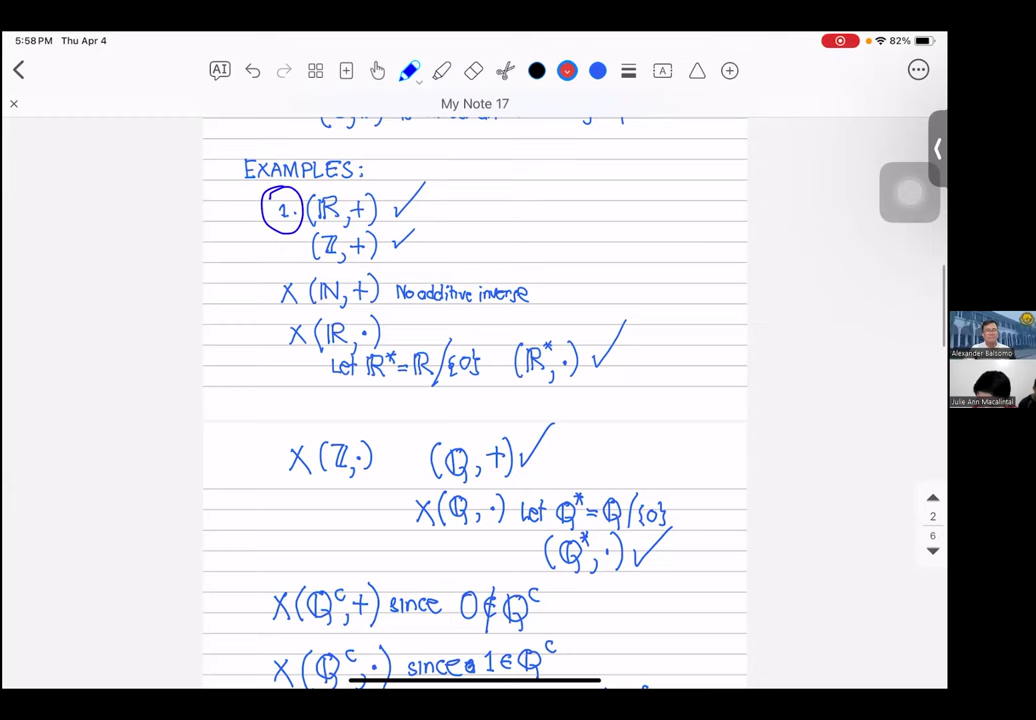 5:58 PM Thu Apr 4
82%
AI
A
My Note 17
EXAMPLES:
1. (ℝ,+) ✓
(ℤ,+) ✓
X (ℕ,+) No additive inverse
X (ℝ,·)
Let ℝ* = ℝ/{0} (ℝ*,·) ✓
X (ℤ,·) (ℚ,+) ✓
X (ℚ,·) Let ℚ* = ℚ/{0}
(ℚ*,·) ✓
X (ℚᶜ,+) since 0∉ℚᶜ
X (ℚᶜ,·) since 1∈ℚᶜ
2
6
Alexander Balsomo
Julie Ann Macalintal